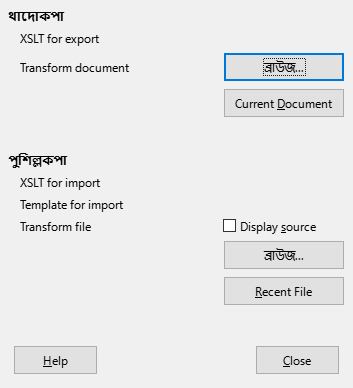 থাদোকপা
XSLT for export
Transform document
ব্রাউজ...
Current Document
পুশিল্লকপা
XSLT for import
Template for import
Transform file
Display source
ব্রাউজ...
Recent File
Help
Close